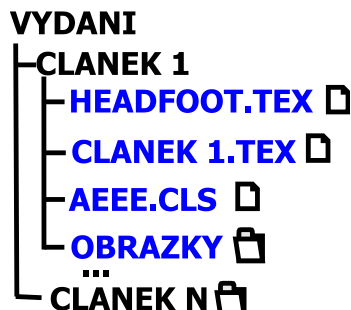 VYDANI
CLANEK 1
HEADFOOT.TEX
CLANEK 1.TEX
AEEE.CLS
OBRAZKY
...
CLANEK N